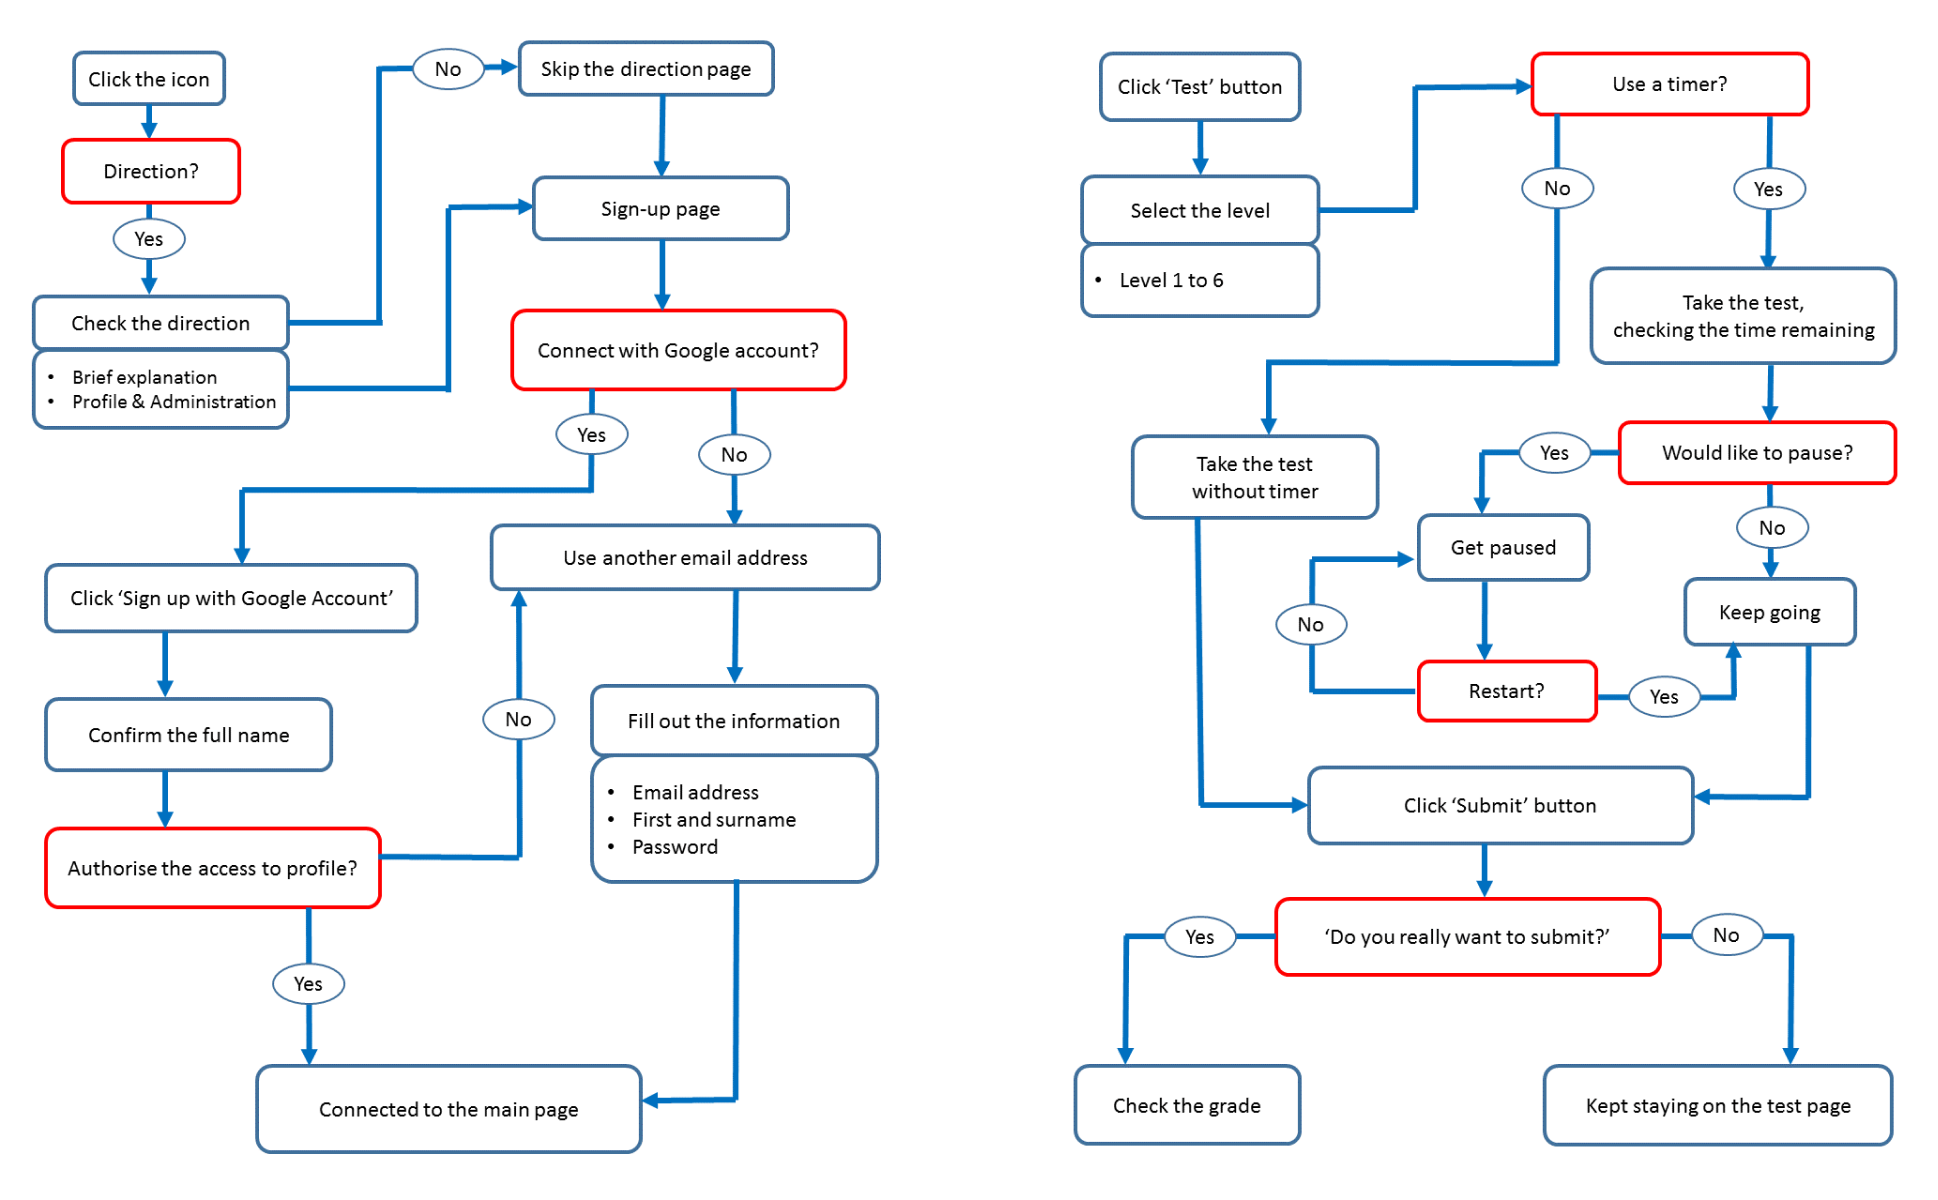 Click the icon
Direction?
Yes
Check the direction
• Brief explanation
• Profile & Administration
No
Skip the direction page
Sign-up page
Connect with Google account?
Yes
No
Click ‘Sign up with Google Account’
Use another email address
Confirm the full name
No
Fill out the information
• Email address
• First and surname
• Password
Authorise the access to profile?
Yes
Connected to the main page
Click ‘Test’ button
Select the level
• Level 1 to 6
Use a timer?
No
Yes
Take the test,
checking the time remaining
Take the test
without timer
Would like to pause?
Yes
No
Get paused
Keep going
No
Restart?
Yes
Click ‘Submit’ button
‘Do you really want to submit?’
Yes
No
Check the grade
Kept staying on the test page